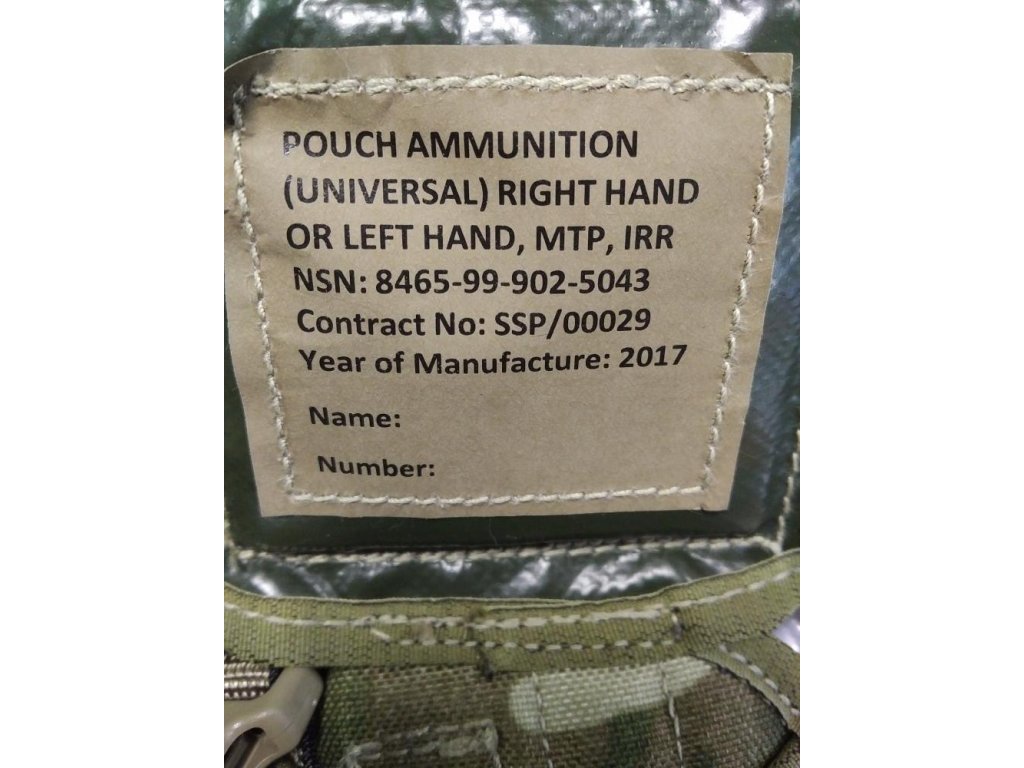 POUCH AMMUNITION
(UNIVERSAL) RIGHT HAND
OR LEFT HAND, MTP, IRR
NSN: 8465-99-902-5043
Contract No: SSP/00029
Year of Manufacture: 2017
Name:
Number: